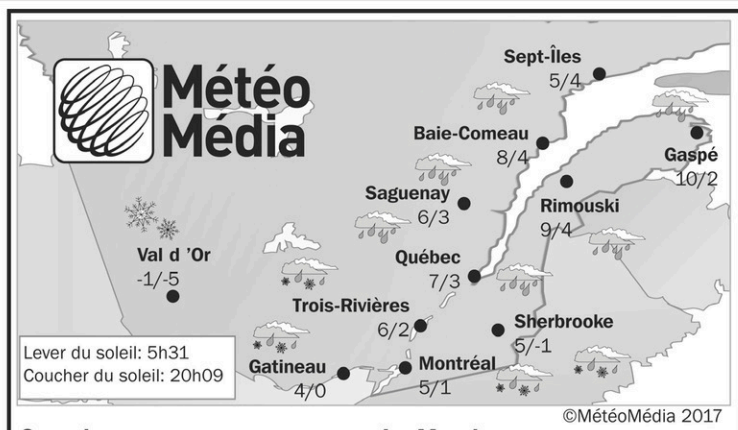 Météo
Média
Sept-Îles
5/4
Baie-Comeau
8/4
Gaspé
10/2
Saguenay
6/3
Rimouski
9/4
Val d 'Or
-1/-5
Québec
7/3
Trois-Rivières
6/2
Sherbrooke
5/-1
Lever du soleil: 5h31
Coucher du soleil: 20h09
Gatineau
4/0
Montréal
5/1
©MétéoMédia 2017